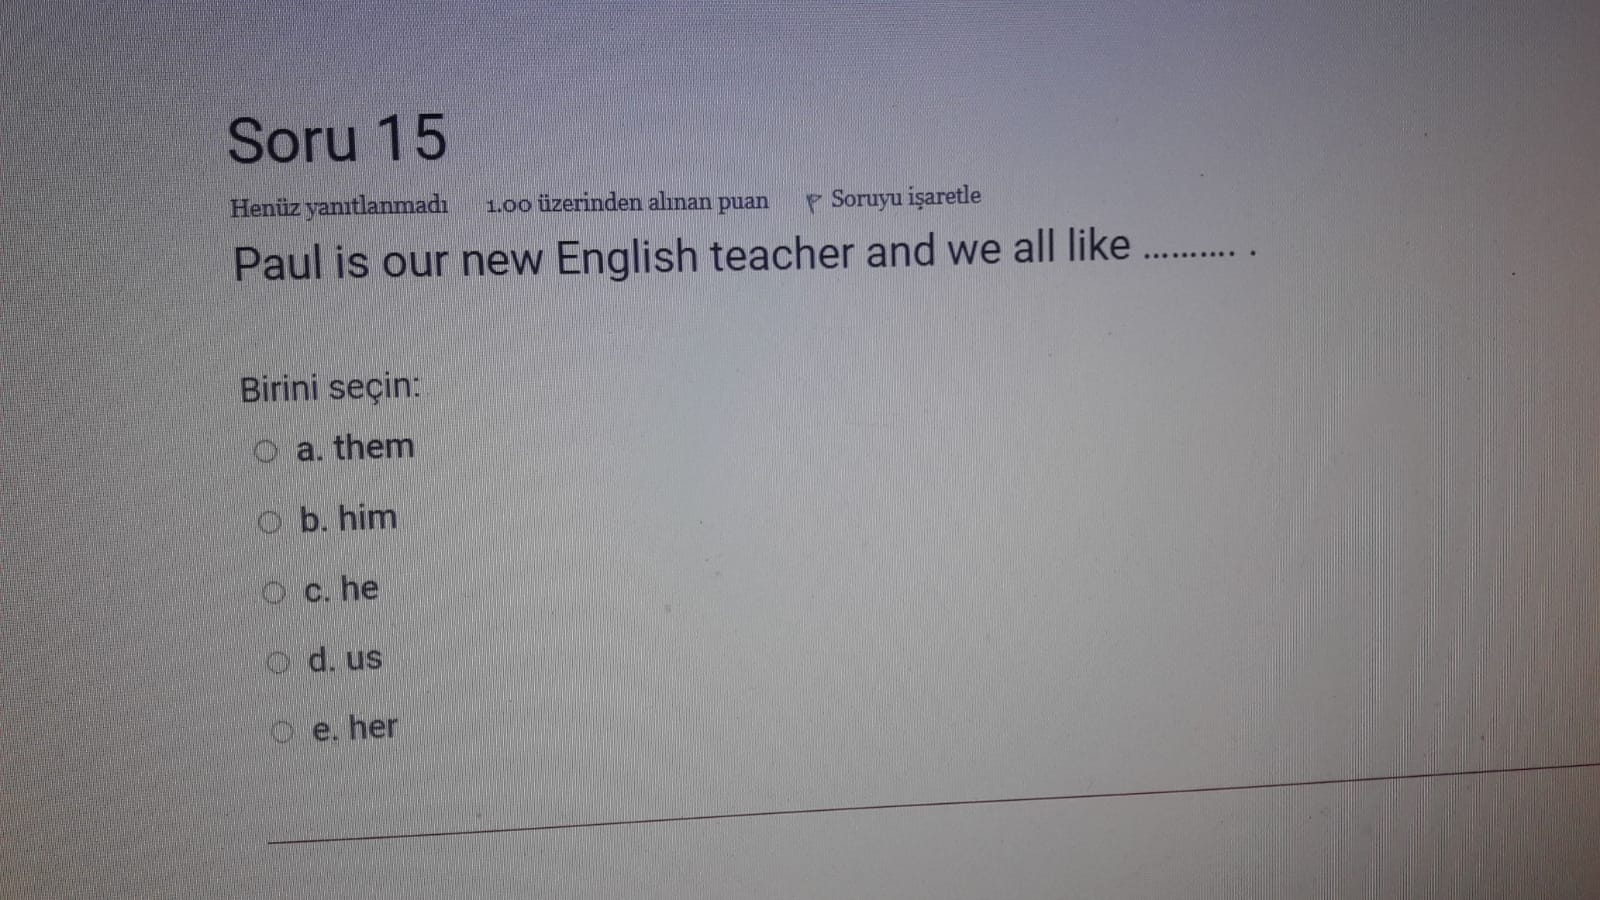 Soru 15
Henüz yanıtlanmadı 1.00 üzerinden alınan puan Soruyu işaretle
Paul is our new English teacher and we all like .......... .
Birini seçin:
a. them
b. him
c. he
d. us
e. her